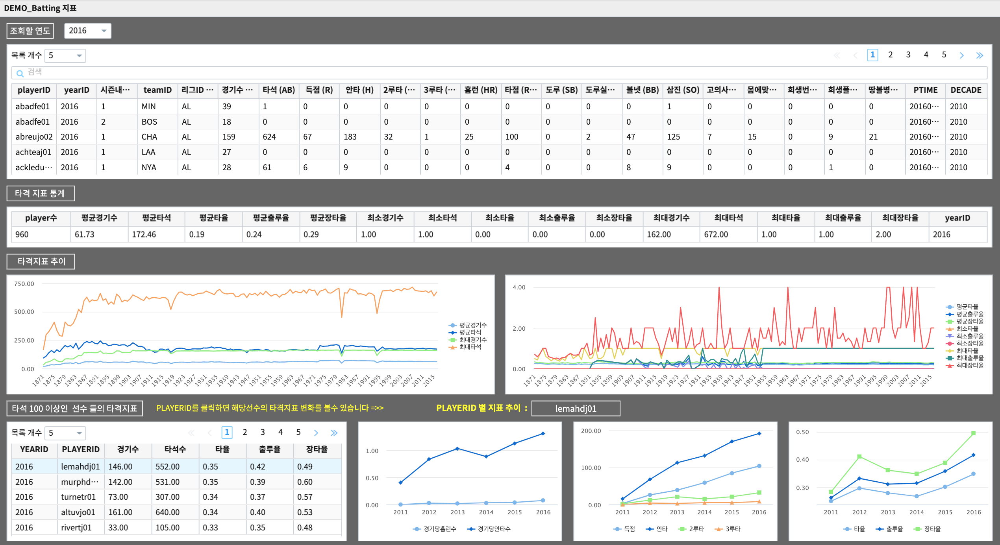 DEMO_Batting 지표
조회할 연도 2016
목록 개수 5 1 2 3 4 5
검색
playerID yearID 시즌내··· teamID 리그ID ··· 경기수 ··· 타석 (AB) 득점 (R) 안타 (H) 2루타 (··· 3루타 (··· 홈런 (HR) 타점 (R··· 도루 (SB) 도루실··· 볼넷 (BB) 삼진 (SO) 고의사··· 몸에맞··· 희생번··· 희생플··· 땅볼병··· PTIME DECADE
abadfe01 2016 1 MIN AL 39 1 0 0 0 0 0 0 0 0 0 1 0 0 0 0 0 20160··· 2010
abadfe01 2016 2 BOS AL 18 0 0 0 0 0 0 0 0 0 0 0 0 0 0 0 0 20160··· 2010
abreujo02 2016 1 CHA AL 159 624 67 183 32 1 25 100 0 2 47 125 7 15 0 9 21 20160··· 2010
achteaj01 2016 1 LAA AL 27 0 0 0 0 0 0 0 0 0 0 0 0 0 0 0 0 20160··· 2010
ackledu··· 2016 1 NYA AL 28 61 6 9 0 0 0 4 0 0 8 9 0 0 0 1 0 20160··· 2010
타격 지표 통계
player수 평균경기수 평균타석 평균타율 평균출루율 평균장타율 최소경기수 최소타석 최소타율 최소출루율 최소장타율 최대경기수 최대타석 최대타율 최대출루율 최대장타율 yearID
960 61.73 172.46 0.19 0.24 0.29 1.00 1.00 0.00 0.00 0.00 162.00 672.00 1.00 1.00 2.00 2016
타격지표 추이
750.00
500.00
250.00
0.00
1871 1875 1879 1883 1887 1891 1895 1899 1903 1907 1911 1915 1919 1923 1927 1931 1935 1939 1943 1947 1951 1955 1959 1963 1967 1971 1975 1979 1983 1987 1991 1995 1999 2003 2007 2011 2015
평균경기수
평균타석
최대경기수
최대타석
4.00
2.00
0.00
1871 1875 1879 1883 1887 1891 1895 1899 1903 1907 1911 1915 1919 1923 1927 1931 1935 1939 1943 1947 1951 1955 1959 1963 1967 1971 1975 1979 1983 1987 1991 1995 1999 2003 2007 2011 2015
평균타율
평균출루율
평균장타율
최소타율
최소출루율
최소장타율
최대타율
최대출루율
최대장타율
타석 100 이상인 선수 들의 타격지표 PLAYERID를 클릭하면 해당선수의 타격지표 변화를 볼수 있습니다 =>> PLAYERID 별 지표 추이 : lemahdj01
목록 개수 5 1 2 3 4 5
YEARID PLAYERID 경기수 타석수 타율 출루율 장타율
2016 lemahdj01 146.00 552.00 0.35 0.42 0.49
2016 murphd··· 142.00 531.00 0.35 0.39 0.60
2016 turnetr01 73.00 307.00 0.34 0.37 0.57
2016 altuvjo01 161.00 640.00 0.34 0.40 0.53
2016 rivertj01 33.00 105.00 0.33 0.35 0.48
1.00
0.50
0.00
2011 2012 2013 2014 2015 2016
경기당홈런수 경기당안타수
200.00
100.00
0.00
2011 2012 2013 2014 2015 2016
득점 안타 2루타 3루타
0.50
0.40
0.30
2011 2012 2013 2014 2015 2016
타율 출루율 장타율